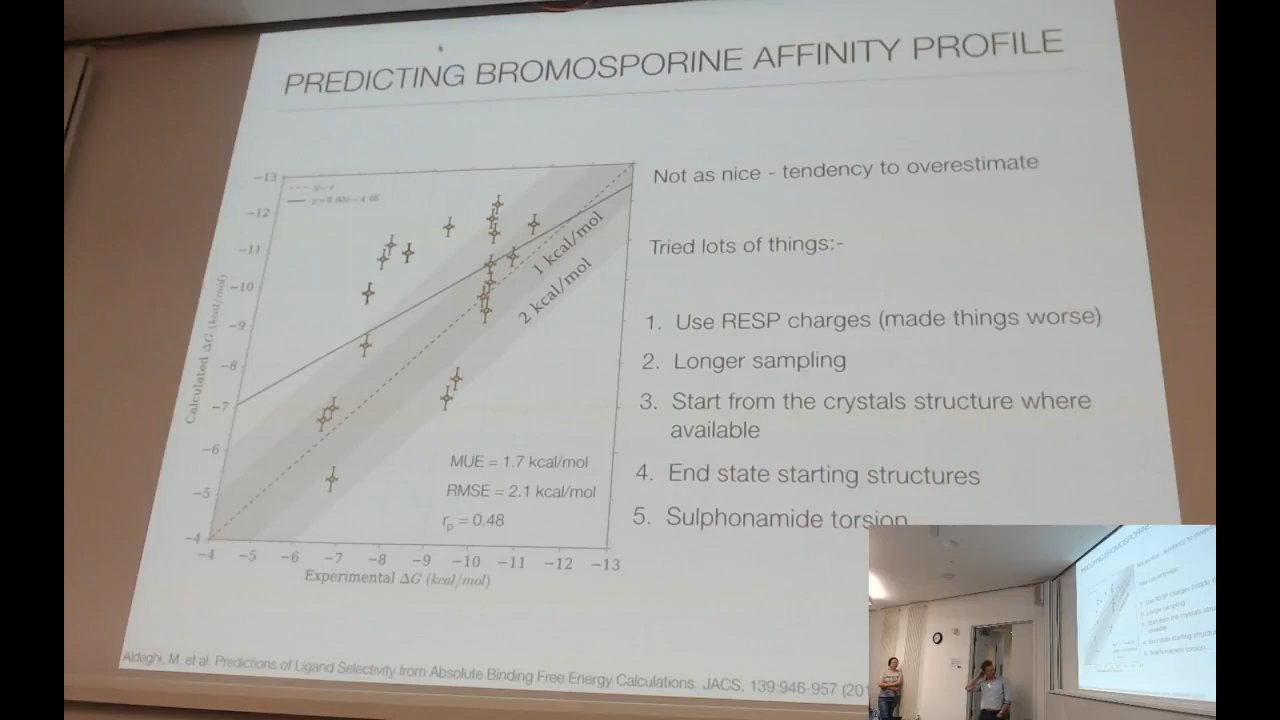 PREDICTING BROMOSPORINE AFFINITY PROFILE
Not as nice - tendency to overestimate
Tried lots of things:-
1. Use RESP charges (made things worse)
2. Longer sampling
3. Start from the crystals structure where
available
4. End state starting structures
5. Sulphonamide torsion
−13
−12
−11
−10
−9
−8
−7
−6
−5
−4
Calculated ΔG (kcal/mol)
1 kcal/mol
2 kcal/mol
MUE = 1.7 kcal/mol
RMSE = 2.1 kcal/mol
rp = 0.48
−4 −5 −6 −7 −8 −9 −10 −11 −12 −13
Experimental ΔG (kcal/mol)
Aldeghi, M. et al. Predictions of Ligand Selectivity from Absolute Binding Free Energy Calculations. JACS, 139:946-957 (201